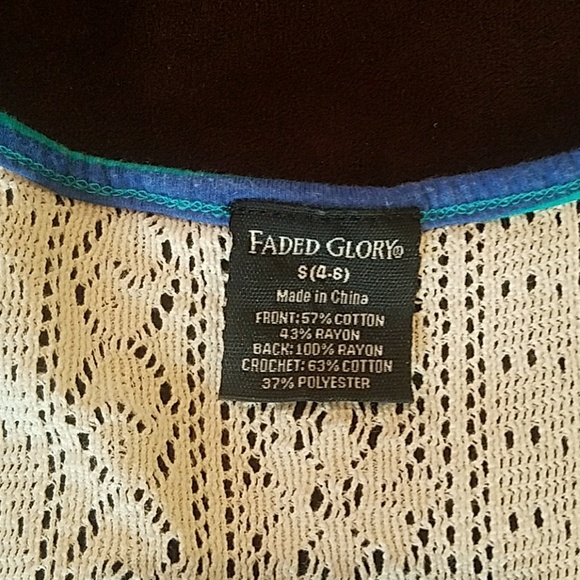 FADED GLORY®
S(4-6)
Made in China
FRONT:57% COTTON
43% RAYON
BACK:100% RAYON
CROCHET:63% COTTON
37% POLYESTER